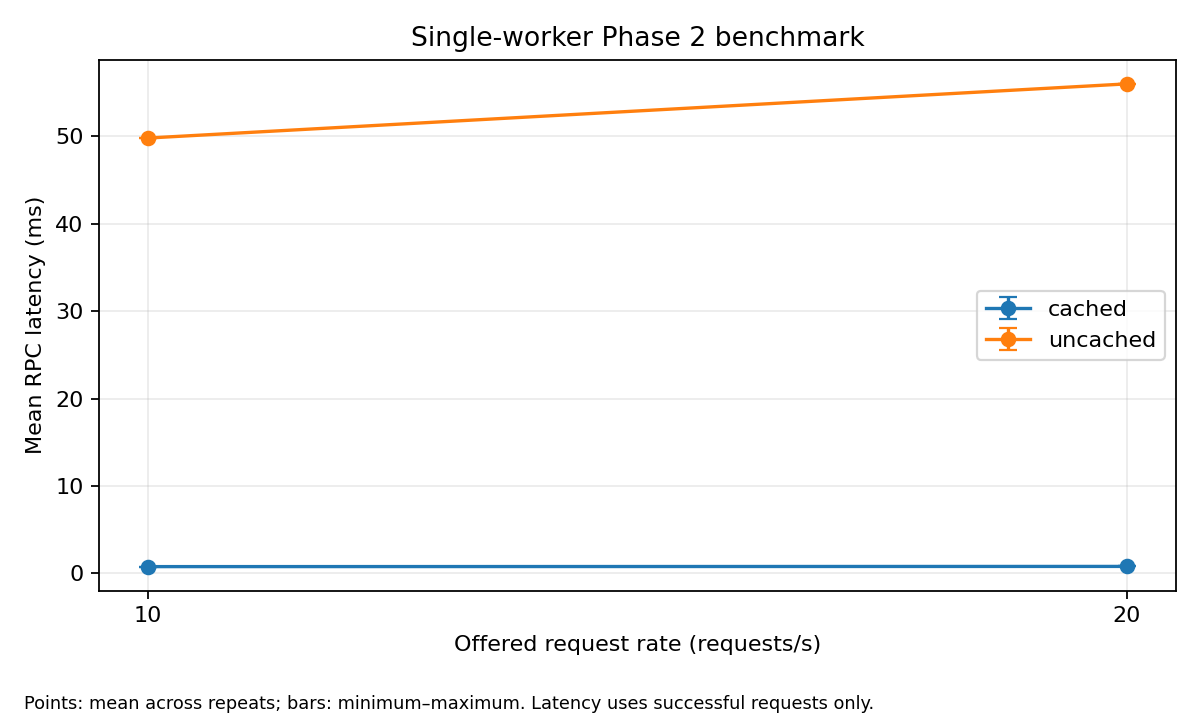 Single-worker Phase 2 benchmark
Mean RPC latency (ms)
50
40
30
20
10
0
cached
uncached
10
20
Offered request rate (requests/s)
Points: mean across repeats; bars: minimum–maximum. Latency uses successful requests only.